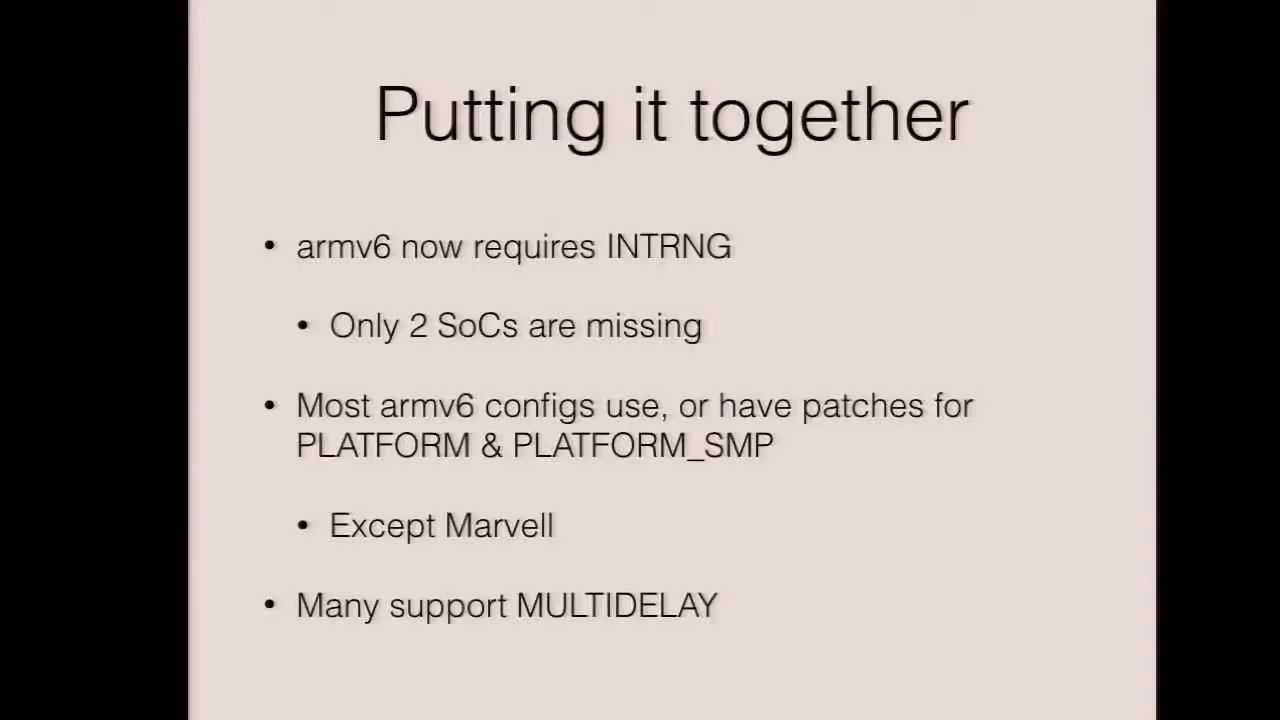 Putting it together
• armv6 now requires INTRNG
• Only 2 SoCs are missing
• Most armv6 configs use, or have patches for
PLATFORM & PLATFORM_SMP
• Except Marvell
• Many support MULTIDELAY